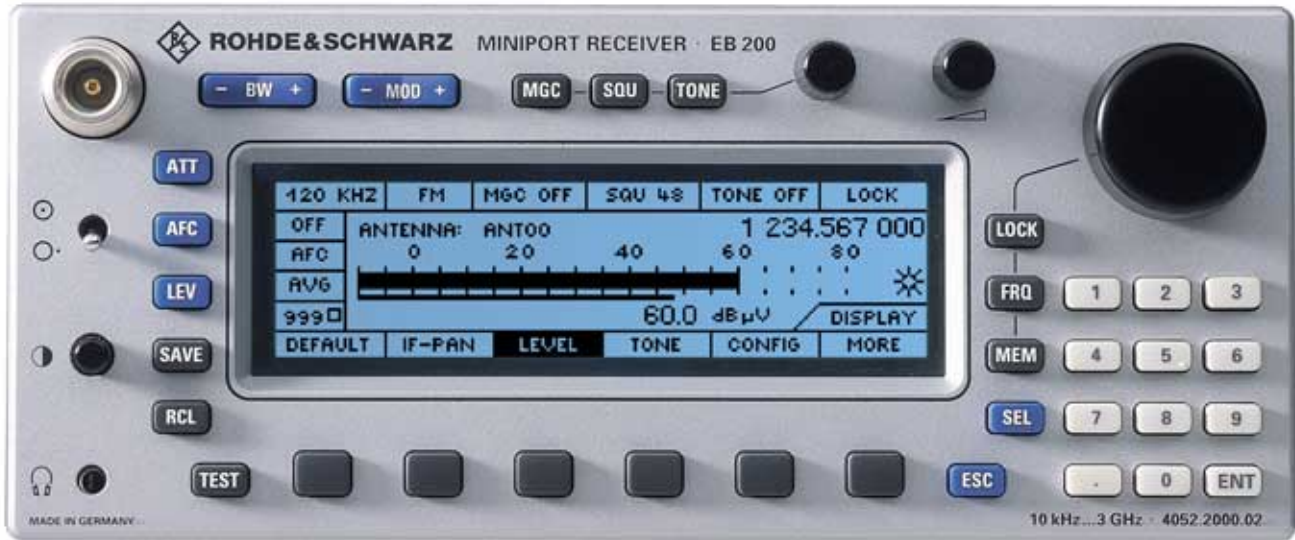 ROHDE&SCHWARZ MINIPORT RECEIVER · EB 200
- BW + - MOD + MGC SQU TONE
ATT
120 KHZ FM MGC OFF SQU 48 TONE OFF LOCK
AFC OFF ANTENNA: ANT00 1 234.567 000 LOCK
AFC 0 20 40 60 80
LEV AVG FRQ 1 2 3
999 60.0 dBµV DISPLAY
SAVE DEFAULT IF-PAN LEVEL TONE CONFIG MORE MEM 4 5 6
RCL SEL 7 8 9
TEST ESC . 0 ENT
MADE IN GERMANY
10 kHz...3 GHz · 4052.2000.02